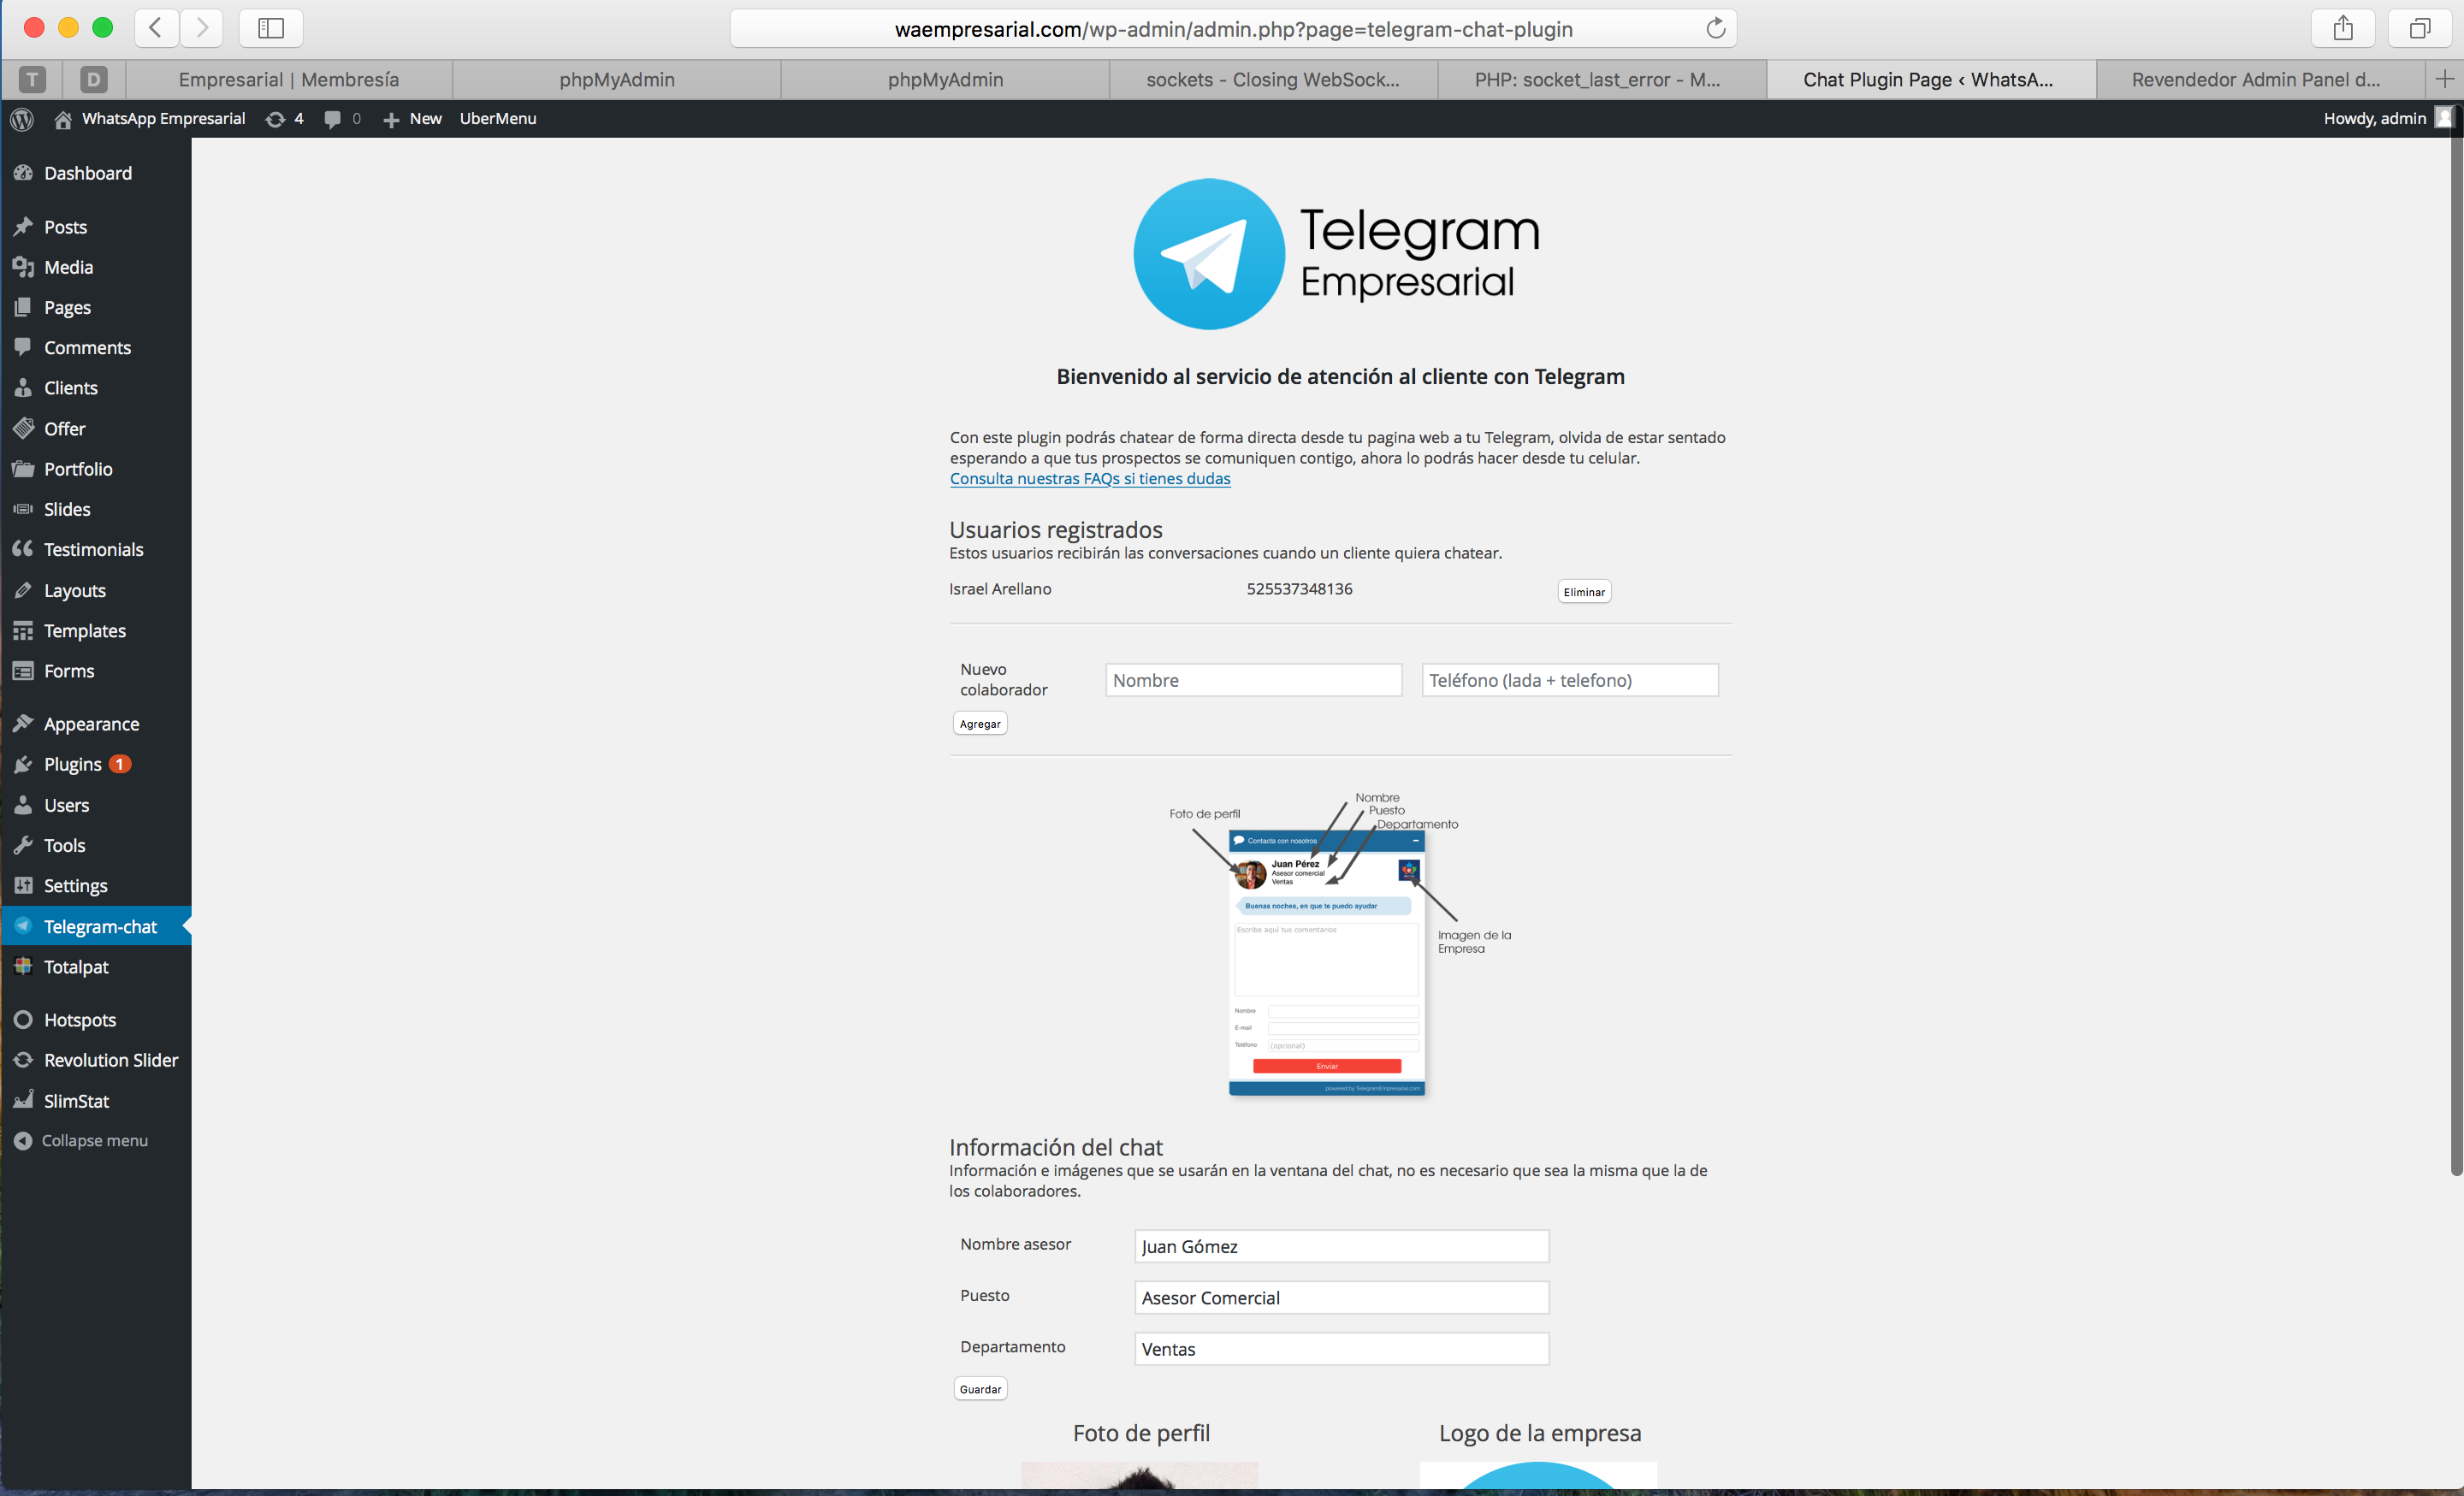 waempresarial.com/wp-admin/admin.php?page=telegram-chat-plugin
T
D
Empresarial | Membresía
phpMyAdmin
phpMyAdmin
sockets - Closing WebSock...
PHP: socket_last_error - M...
Chat Plugin Page ‹ WhatsA...
Revendedor Admin Panel d...
WhatsApp Empresarial
4
0
New
UberMenu
Howdy, admin
Dashboard
Posts
Media
Pages
Comments
Clients
Offer
Portfolio
Slides
Testimonials
Layouts
Templates
Forms
Appearance
Plugins 1
Users
Tools
Settings
Telegram-chat
Totalpat
Hotspots
Revolution Slider
SlimStat
Collapse menu
Telegram
Empresarial
Bienvenido al servicio de atención al cliente con Telegram
Con este plugin podrás chatear de forma directa desde tu pagina web a tu Telegram, olvida de estar sentado
esperando a que tus prospectos se comuniquen contigo, ahora lo podrás hacer desde tu celular.
Consulta nuestras FAQs si tienes dudas
Usuarios registrados
Estos usuarios recibirán las conversaciones cuando un cliente quiera chatear.
Israel Arellano 525537348136 Eliminar
Nuevo
colaborador
Nombre
Teléfono (lada + telefono)
Agregar
Foto de perfil
Nombre
Puesto
Departamento
Contacta con nosotros
Juan Pérez
Asesor comercial
Ventas
Buenas noches, en que te puedo ayudar
Escribe aquí tus comentarios
Imagen de la
Empresa
Nombre
E-mail
Teléfono (opcional)
Enviar
powered by TelegramEmpresarial.com
Información del chat
Información e imágenes que se usarán en la ventana del chat, no es necesario que sea la misma que la de
los colaboradores.
Nombre asesor Juan Gómez
Puesto Asesor Comercial
Departamento Ventas
Guardar
Foto de perfil
Logo de la empresa